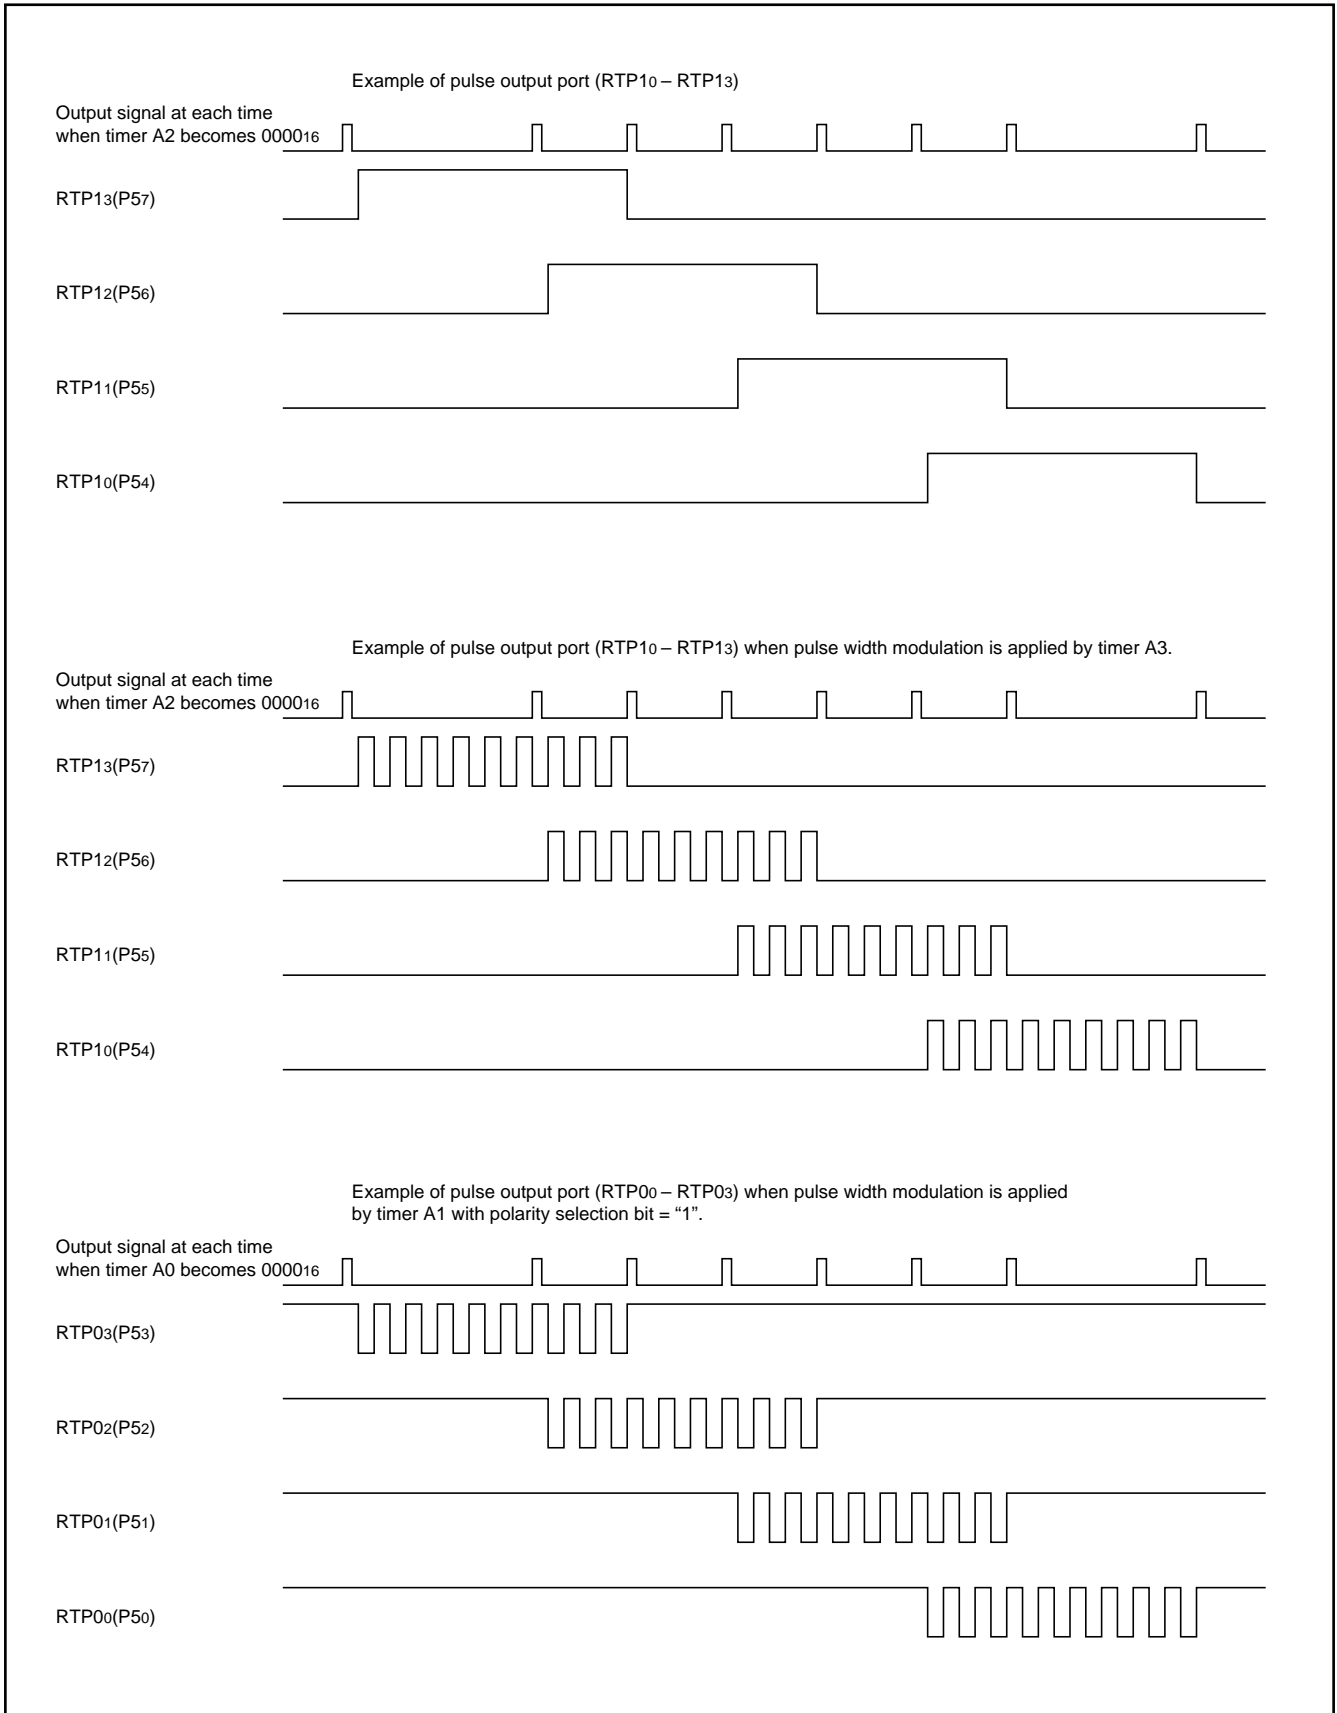 Example of pulse output port (RTP1₀ – RTP1₃)
Output signal at each time
when timer A2 becomes 0000₁₆
RTP1₃(P5₇)
RTP1₂(P5₆)
RTP1₁(P5₅)
RTP1₀(P5₄)
Example of pulse output port (RTP1₀ – RTP1₃) when pulse width modulation is applied by timer A3.
Output signal at each time
when timer A2 becomes 0000₁₆
RTP1₃(P5₇)
RTP1₂(P5₆)
RTP1₁(P5₅)
RTP1₀(P5₄)
Example of pulse output port (RTP0₀ – RTP0₃) when pulse width modulation is applied
by timer A1 with polarity selection bit = “1”.
Output signal at each time
when timer A0 becomes 0000₁₆
RTP0₃(P5₃)
RTP0₂(P5₂)
RTP0₁(P5₁)
RTP0₀(P5₀)